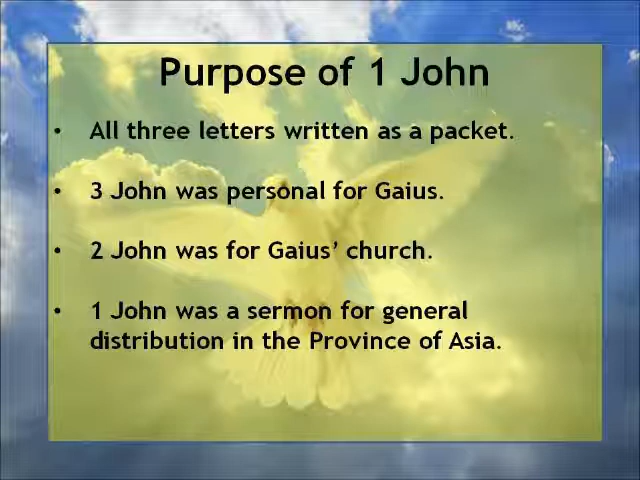 Purpose of 1 John
• All three letters written as a packet.
• 3 John was personal for Gaius.
• 2 John was for Gaius’ church.
• 1 John was a sermon for general
distribution in the Province of Asia.